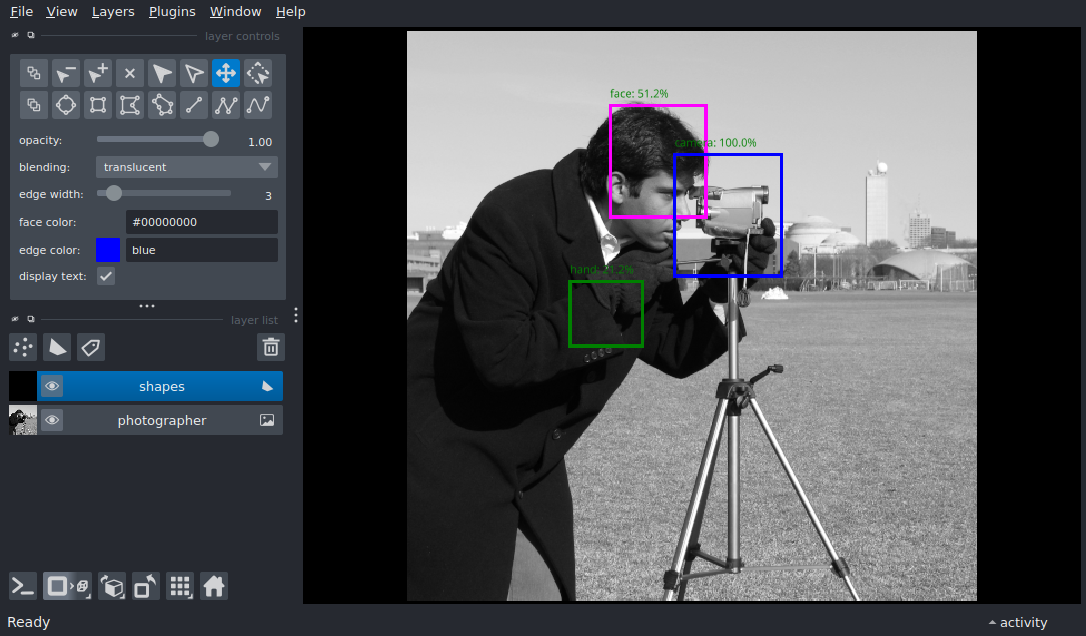 File View Layers Plugins Window Help
layer controls
opacity: 1.00
blending: translucent
edge width: 3
face color: #00000000
edge color: blue
display text:
layer list
shapes
photographer
face: 51.2%
camera: 100.0%
hand: 21.2%
Ready
activity